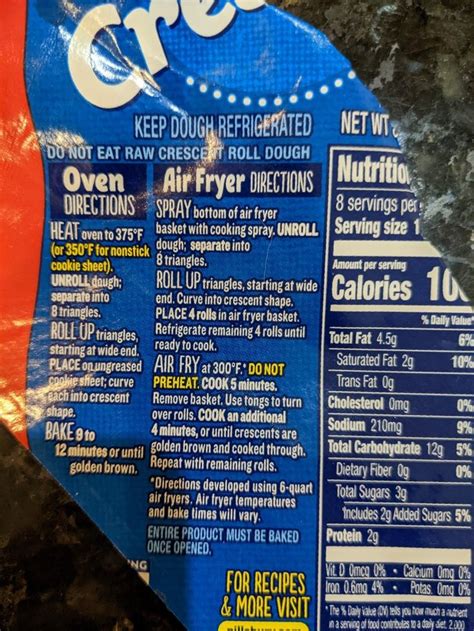 Cre
KEEP DOUGH REFRIGERATED
NET WT
DO NOT EAT RAW CRESCENT ROLL DOUGH
Oven
DIRECTIONS
HEAT oven to 375°F
(or 350°F for nonstick
cookie sheet).
UNROLL dough;
separate into
8 triangles.
ROLL UP triangles,
starting at wide end.
PLACE on ungreased
cookie sheet; curve
each into crescent
shape.
BAKE 9 to
12 minutes or until
golden brown.
Air Fryer DIRECTIONS
SPRAY bottom of air fryer
basket with cooking spray. UNROLL
dough; separate into
8 triangles.
ROLL UP triangles, starting at wide
end. Curve into crescent shape.
PLACE 4 rolls in air fryer basket.
Refrigerate remaining 4 rolls until
ready to cook.
AIR FRY at 300°F.* DO NOT
PREHEAT. COOK 5 minutes.
Remove basket. Use tongs to turn
over rolls. COOK an additional
4 minutes, or until crescents are
golden brown and cooked through.
Repeat with remaining rolls.
*Directions developed using 6-quart
air fryers. Air fryer temperatures
and bake times will vary.
ENTIRE PRODUCT MUST BE BAKED
ONCE OPENED.
NG
FOR RECIPES
& MORE VISIT
Nutritio
8 servings per
Serving size 1
Amount per serving
Calories 10
% Daily Value*
Total Fat 4.5g 6%
Saturated Fat 2g 10%
Trans Fat 0g
Cholesterol 0mg 0%
Sodium 210mg 9%
Total Carbohydrate 12g 5%
Dietary Fiber 0g 0%
Total Sugars 3g
Includes 2g Added Sugars 5%
Protein 2g
Vit. D 0mcg 0% • Calcium 0mg 0%
Iron 0.6mg 4% • Potas. 0mg 0%
*The % Daily Value (DV) tells you how much a nutrient
in a serving of food contributes to a daily diet. 2,000